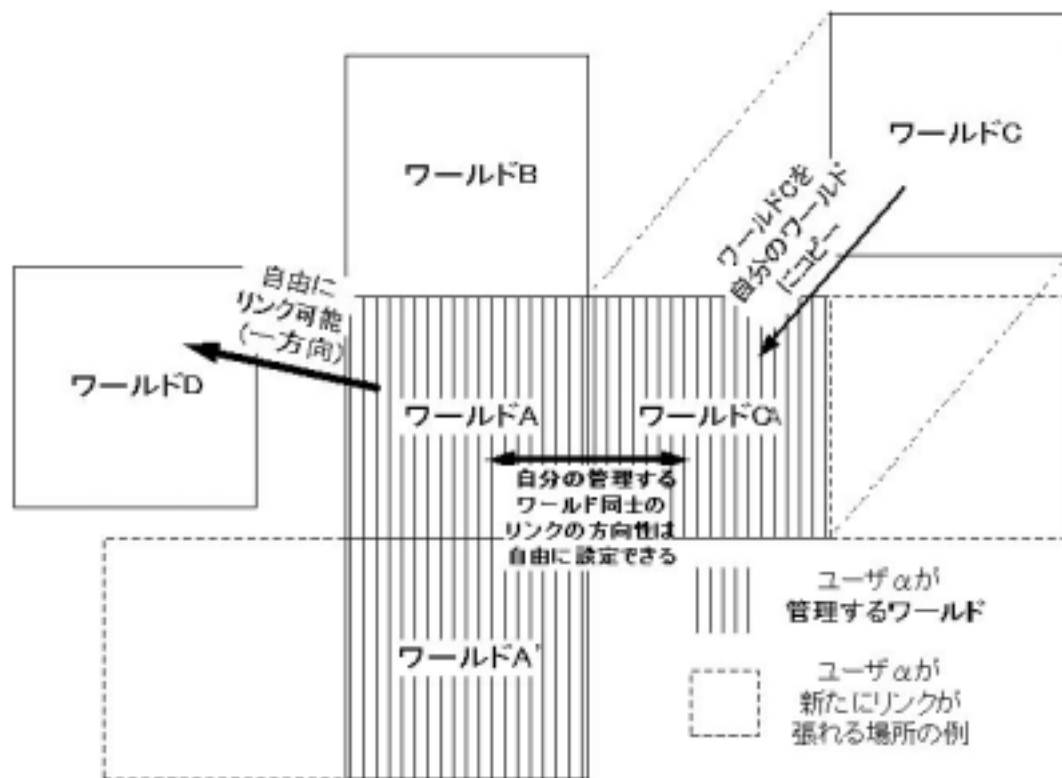 ワールドC
ワールドB
ワールドCを
自分のワールド
にコピー
自由に
リンク可能
(一方向)
ワールドD
ワールドA
ワールドCA
自分の管理する
ワールド同士の
リンクの方向性は
自由に設定できる
ワールドA'
ユーザαが
管理するワールド
ユーザαが
新たにリンクが
張れる場所の例